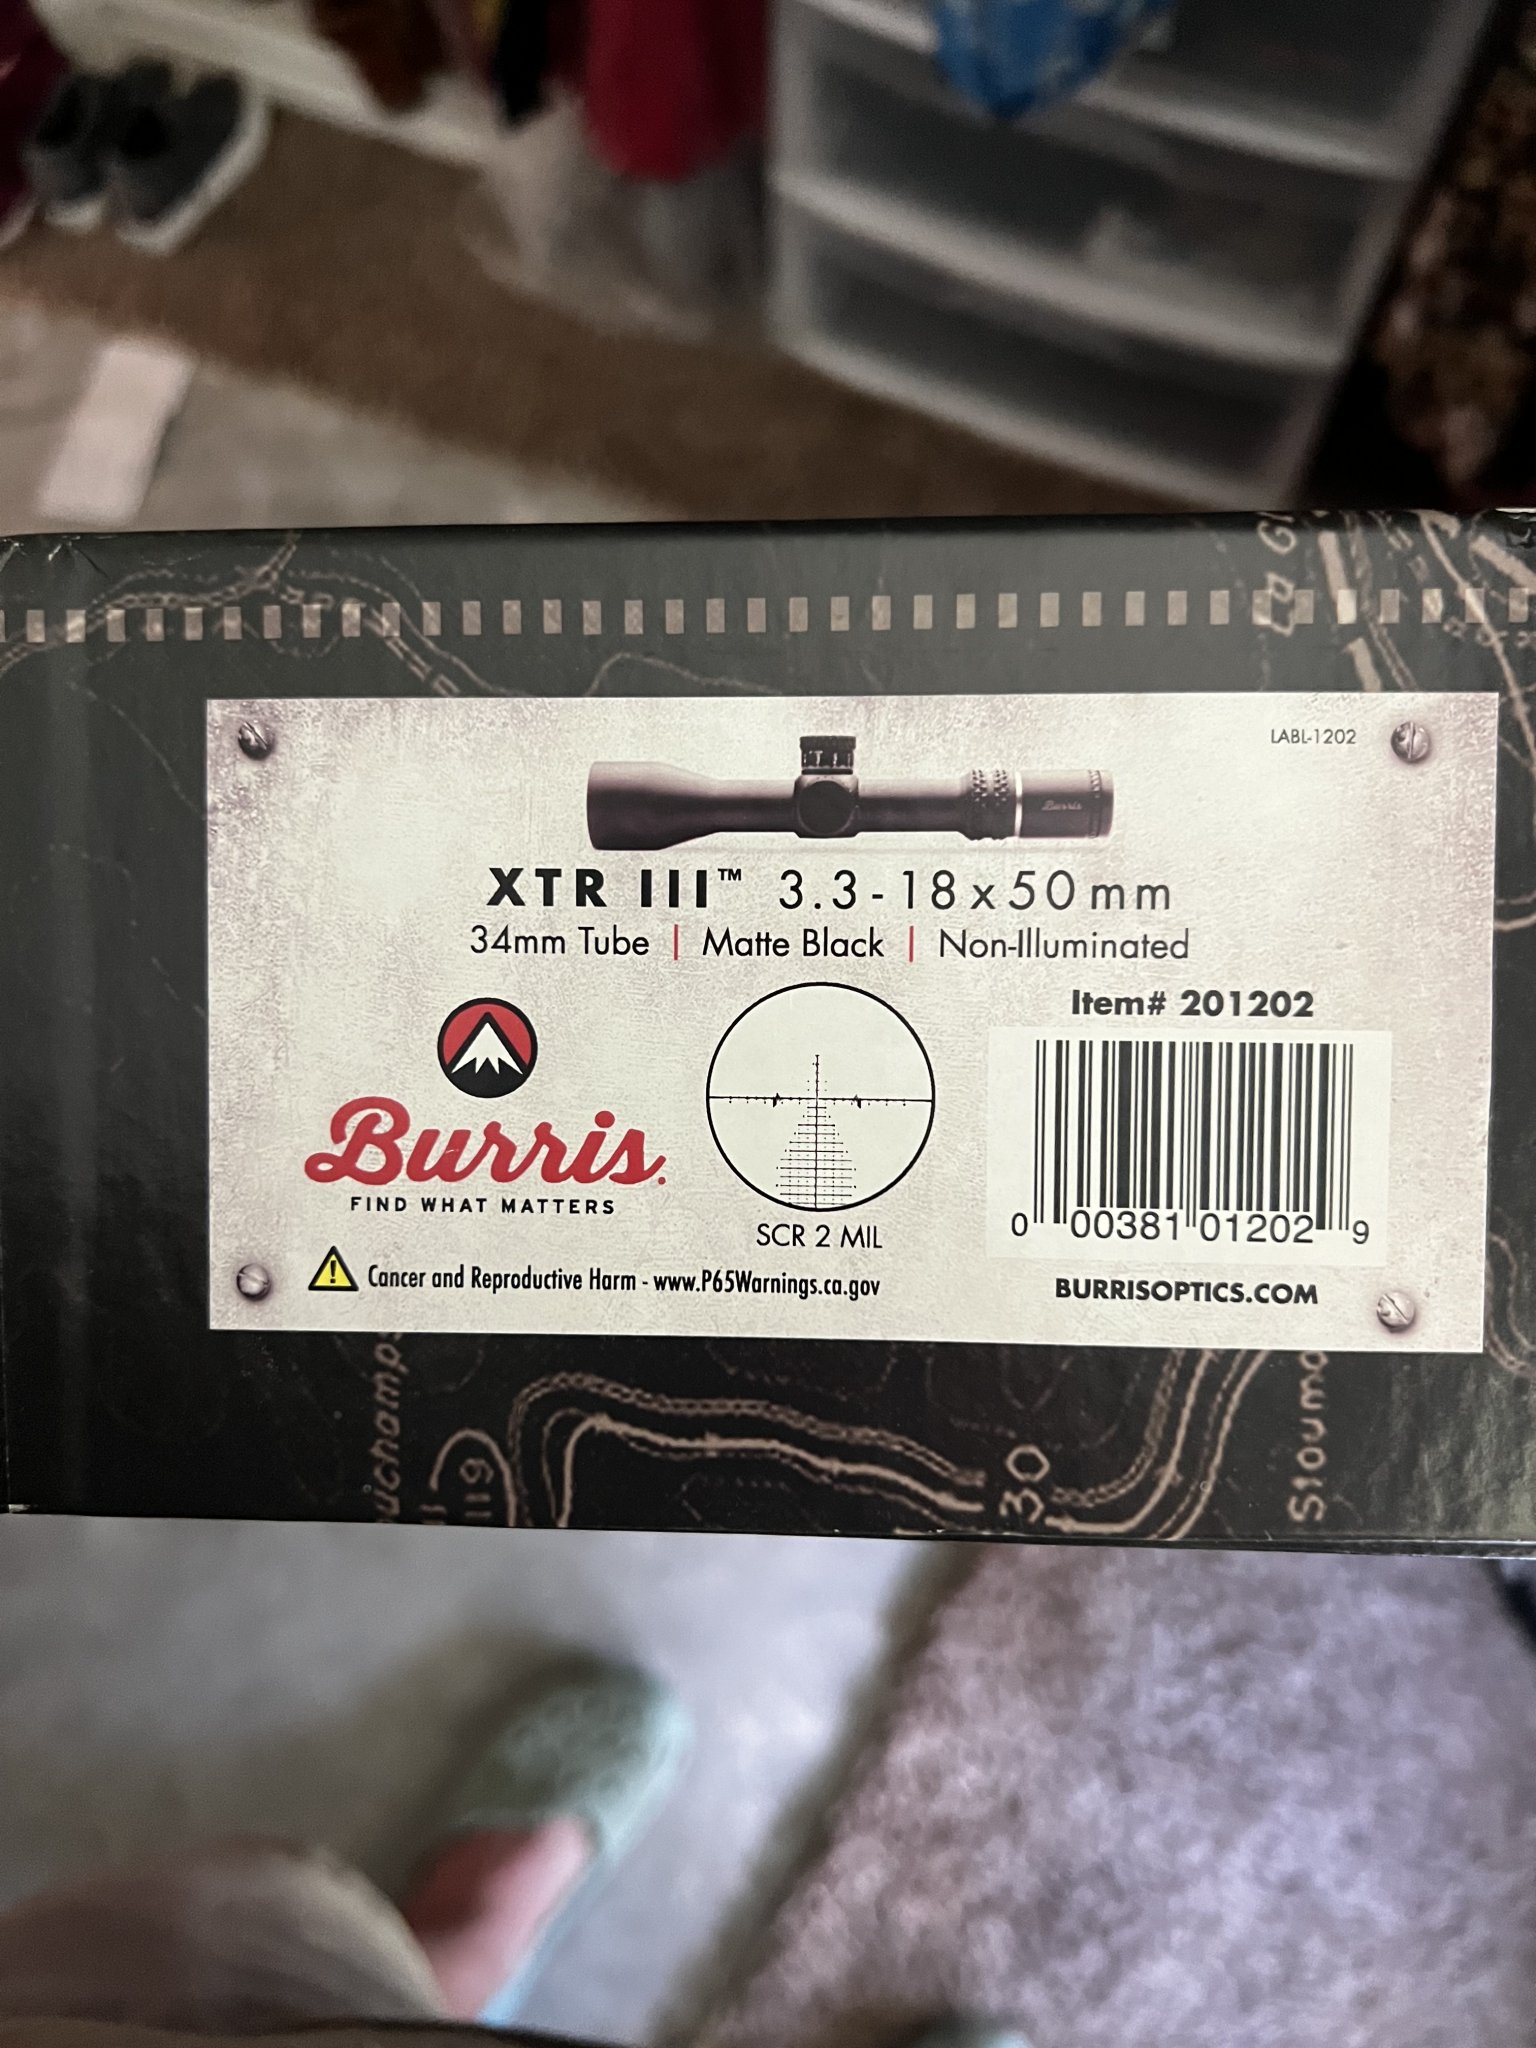 LABL-1202
Burris
XTR III™ 3.3-18x50mm
34mm Tube | Matte Black | Non-Illuminated
Item# 201202
Burris.
FIND WHAT MATTERS
SCR 2 MIL
0 00381 01202 9
Cancer and Reproductive Harm - www.P65Warnings.ca.gov
BURRISOPTICS.COM
119
30